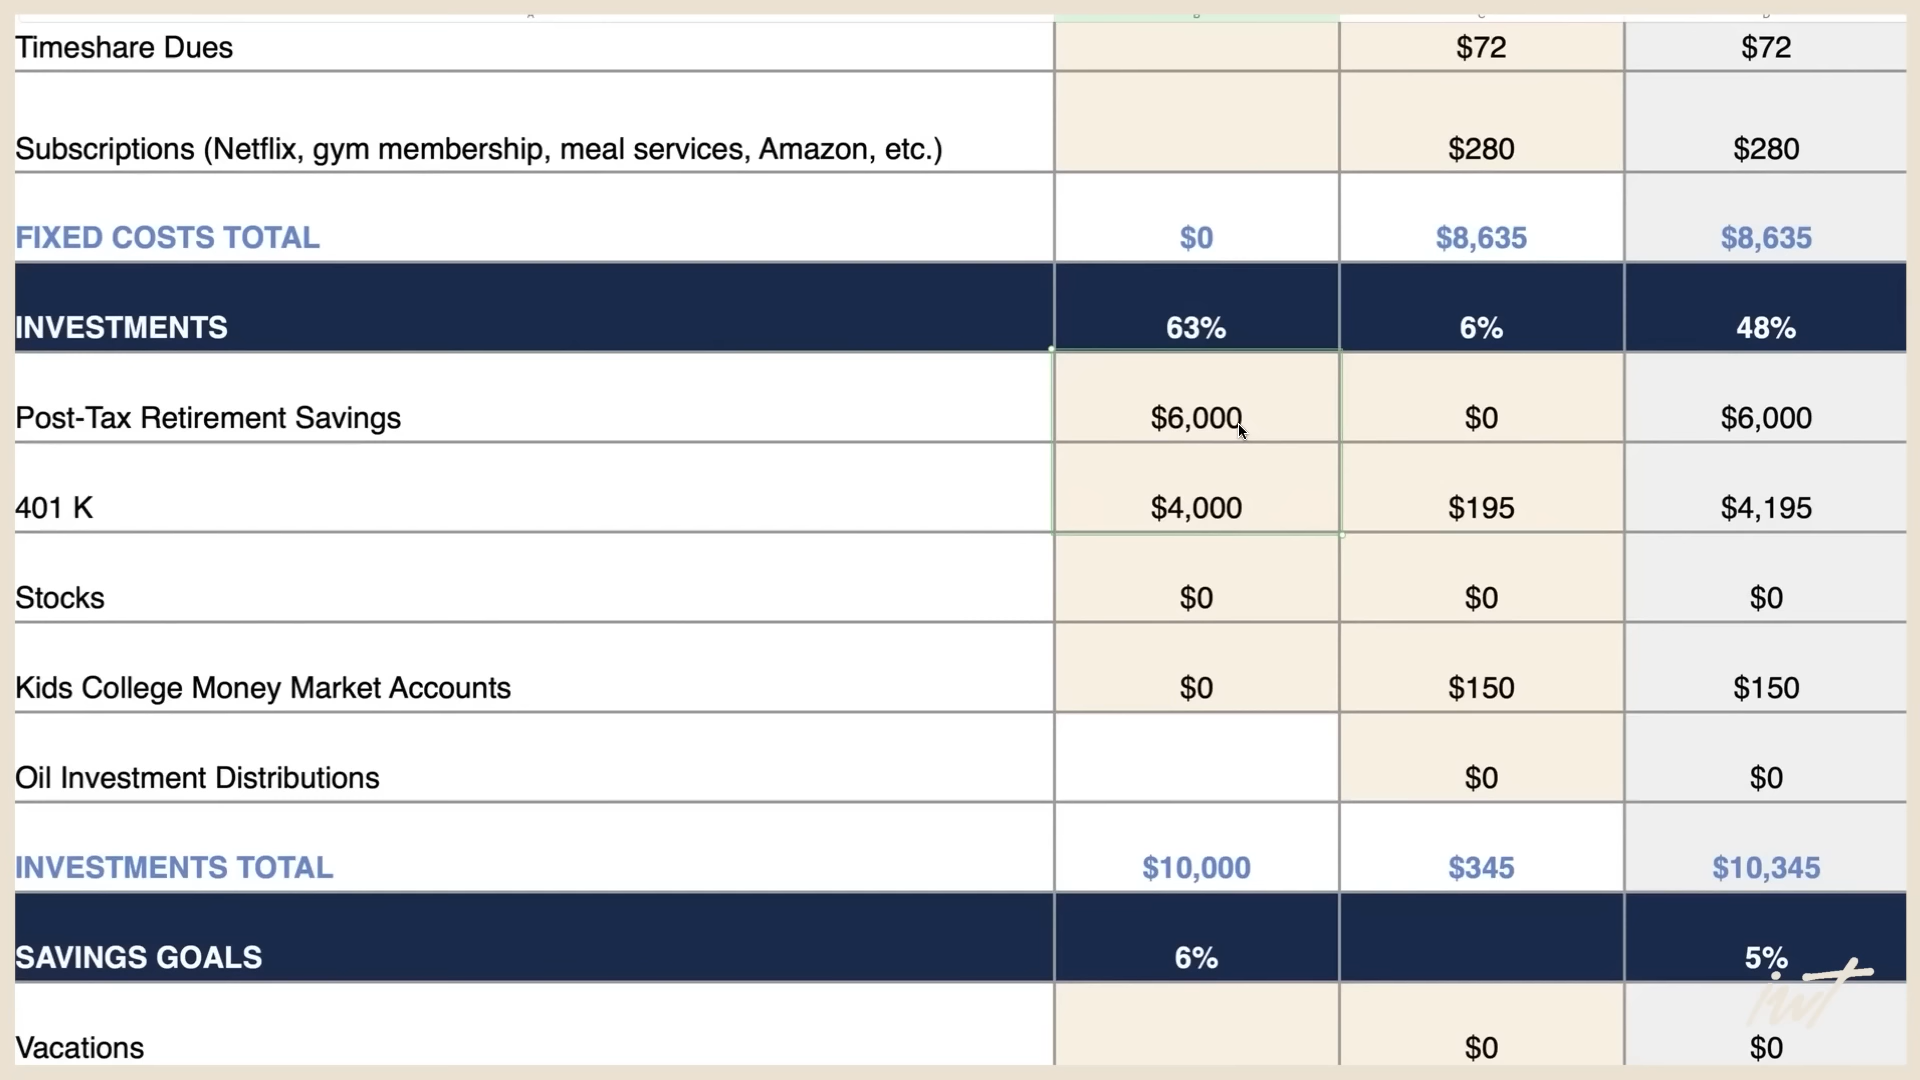 Timeshare Dues $72 $72
Subscriptions (Netflix, gym membership, meal services, Amazon, etc.) $280 $280
FIXED COSTS TOTAL $0 $8,635 $8,635
INVESTMENTS 63% 6% 48%
Post-Tax Retirement Savings $6,000 $0 $6,000
401 K $4,000 $195 $4,195
Stocks $0 $0 $0
Kids College Money Market Accounts $0 $150 $150
Oil Investment Distributions $0 $0
INVESTMENTS TOTAL $10,000 $345 $10,345
SAVINGS GOALS 6% 5%
iwt
Vacations $0 $0